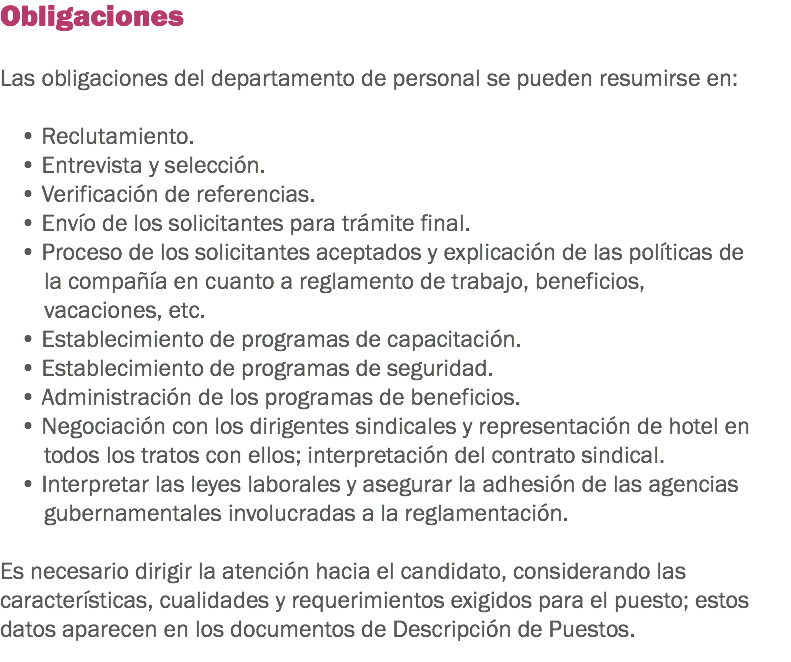 Obligaciones
Las obligaciones del departamento de personal se pueden resumirse en:
• Reclutamiento.
• Entrevista y selección.
• Verificación de referencias.
• Envío de los solicitantes para trámite final.
• Proceso de los solicitantes aceptados y explicación de las políticas de
la compañía en cuanto a reglamento de trabajo, beneficios,
vacaciones, etc.
• Establecimiento de programas de capacitación.
• Establecimiento de programas de seguridad.
• Administración de los programas de beneficios.
• Negociación con los dirigentes sindicales y representación de hotel en
todos los tratos con ellos; interpretación del contrato sindical.
• Interpretar las leyes laborales y asegurar la adhesión de las agencias
gubernamentales involucradas a la reglamentación.
Es necesario dirigir la atención hacia el candidato, considerando las
características, cualidades y requerimientos exigidos para el puesto; estos
datos aparecen en los documentos de Descripción de Puestos.